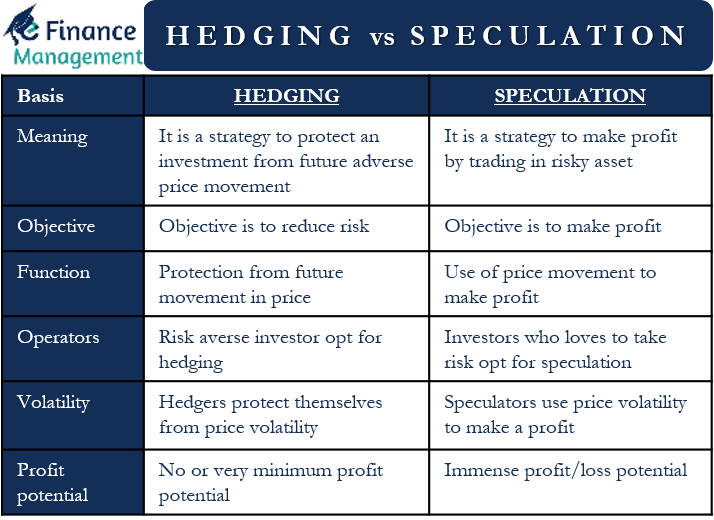 eFinance
Management
HEDGING vs SPECULATION
Basis
HEDGING
SPECULATION
Meaning
It is a strategy to protect an
investment from future adverse
price movement
It is a strategy to make profit
by trading in risky asset
Objective
Objective is to reduce risk
Objective is to make profit
Function
Protection from future
movement in price
Use of price movement to
make profit
Operators
Risk averse investor opt for
hedging
Investors who loves to take
risk opt for speculation
Volatility
Hedgers protect themselves
from price volatility
Speculators use price volatility
to make a profit
Profit
potential
No or very minimum profit
potential
Immense profit/loss potential